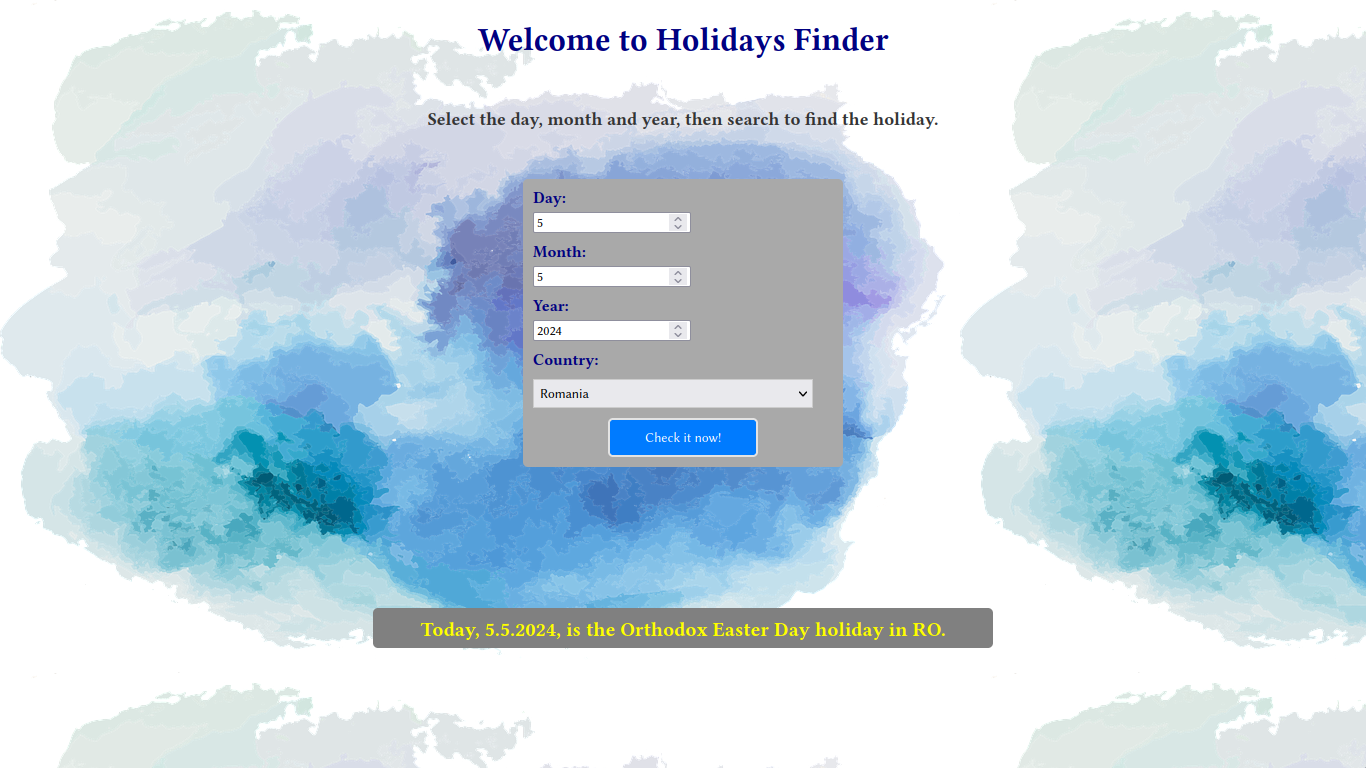 Welcome to Holidays Finder
Select the day, month and year, then search to find the holiday.
Day:
5
Month:
5
Year:
2024
Country:
Romania
Check it now!
Today, 5.5.2024, is the Orthodox Easter Day holiday in RO.